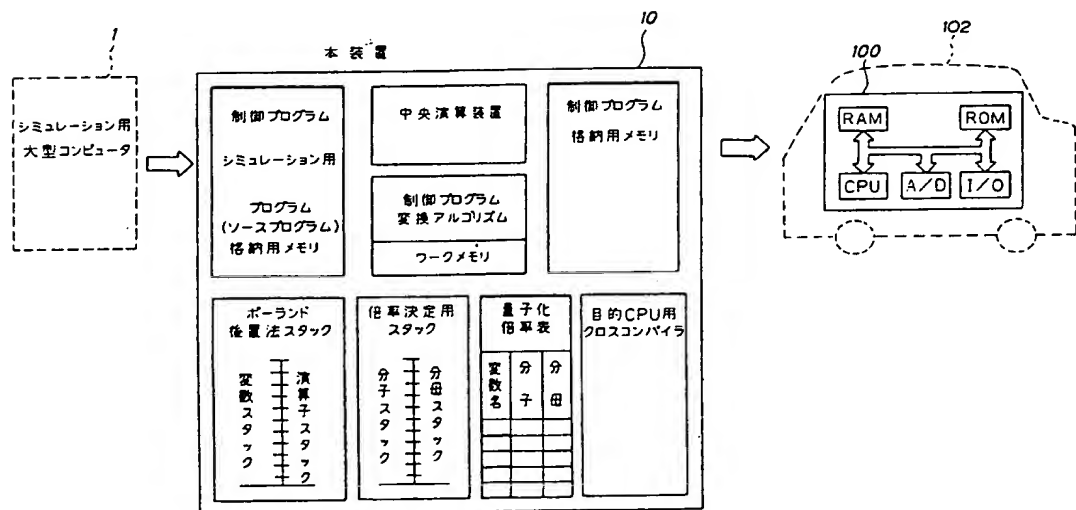 1
シミュレーション用
大型コンピュータ
本装置
10
制御プログラム
シミュレーション用
プログラム
(ソースプログラム)
格納用メモリ
中央演算装置
制御プログラム
変換アルゴリズム
ワークメモリ
制御プログラム
格納用メモリ
ポーランド
後置法スタック
変数スタック
演算子スタック
倍率決定用
スタック
分子スタック
分母スタック
量子化
倍率表
変数名
分子
分母
目的CPU用
クロスコンパイラ
102
100
RAM
ROM
CPU
A/D
I/O